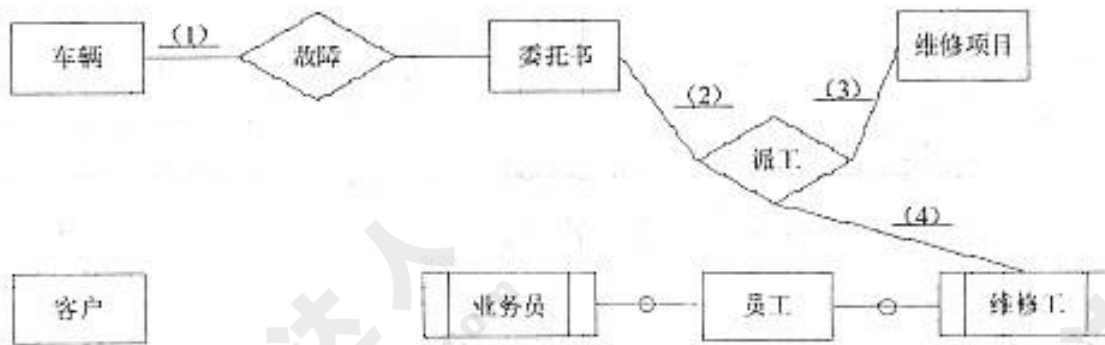 车辆
(1)
故障
委托书
维修项目
(2)
(3)
派工
(4)
客户
业务员
员工
维修工